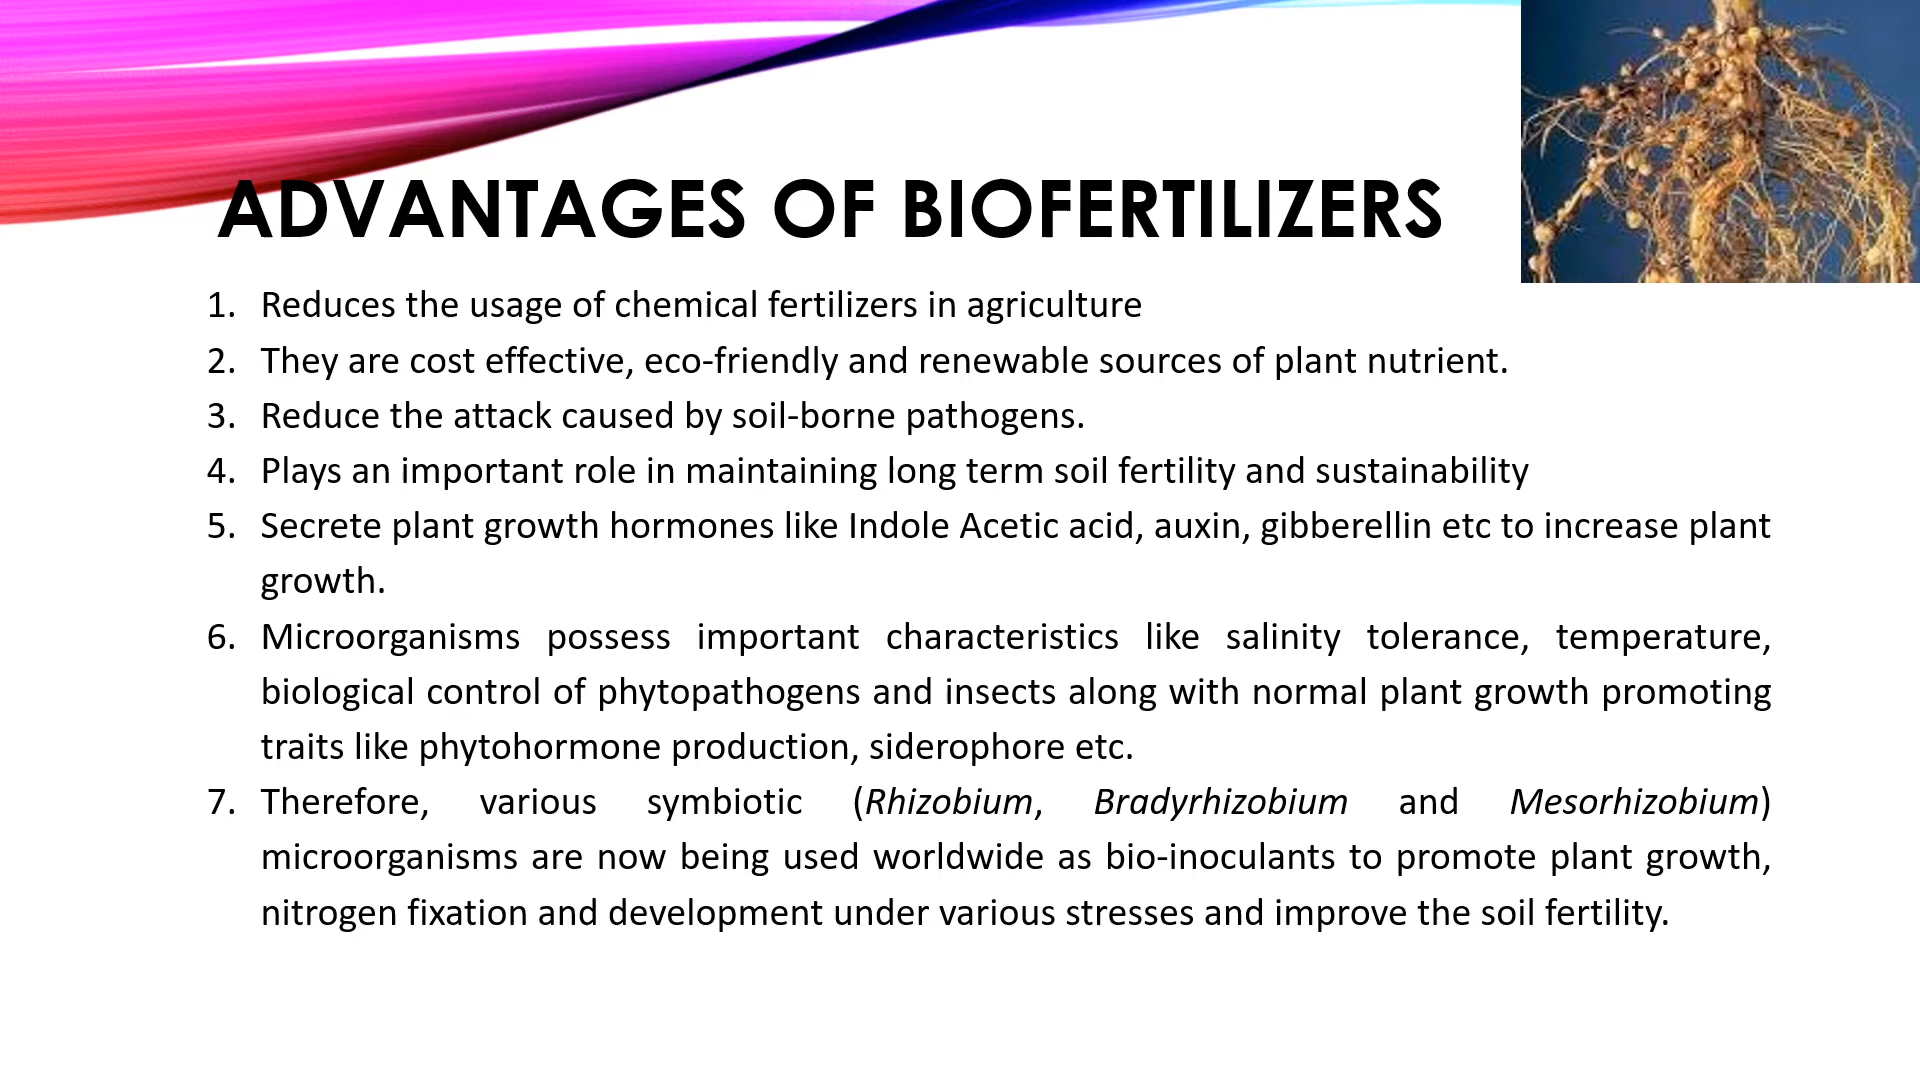 ADVANTAGES OF BIOFERTILIZERS
1. Reduces the usage of chemical fertilizers in agriculture
2. They are cost effective, eco-friendly and renewable sources of plant nutrient.
3. Reduce the attack caused by soil-borne pathogens.
4. Plays an important role in maintaining long term soil fertility and sustainability
5. Secrete plant growth hormones like Indole Acetic acid, auxin, gibberellin etc to increase plant
growth.
6. Microorganisms possess important characteristics like salinity tolerance, temperature,
biological control of phytopathogens and insects along with normal plant growth promoting
traits like phytohormone production, siderophore etc.
7. Therefore, various symbiotic (Rhizobium, Bradyrhizobium and Mesorhizobium)
microorganisms are now being used worldwide as bio-inoculants to promote plant growth,
nitrogen fixation and development under various stresses and improve the soil fertility.